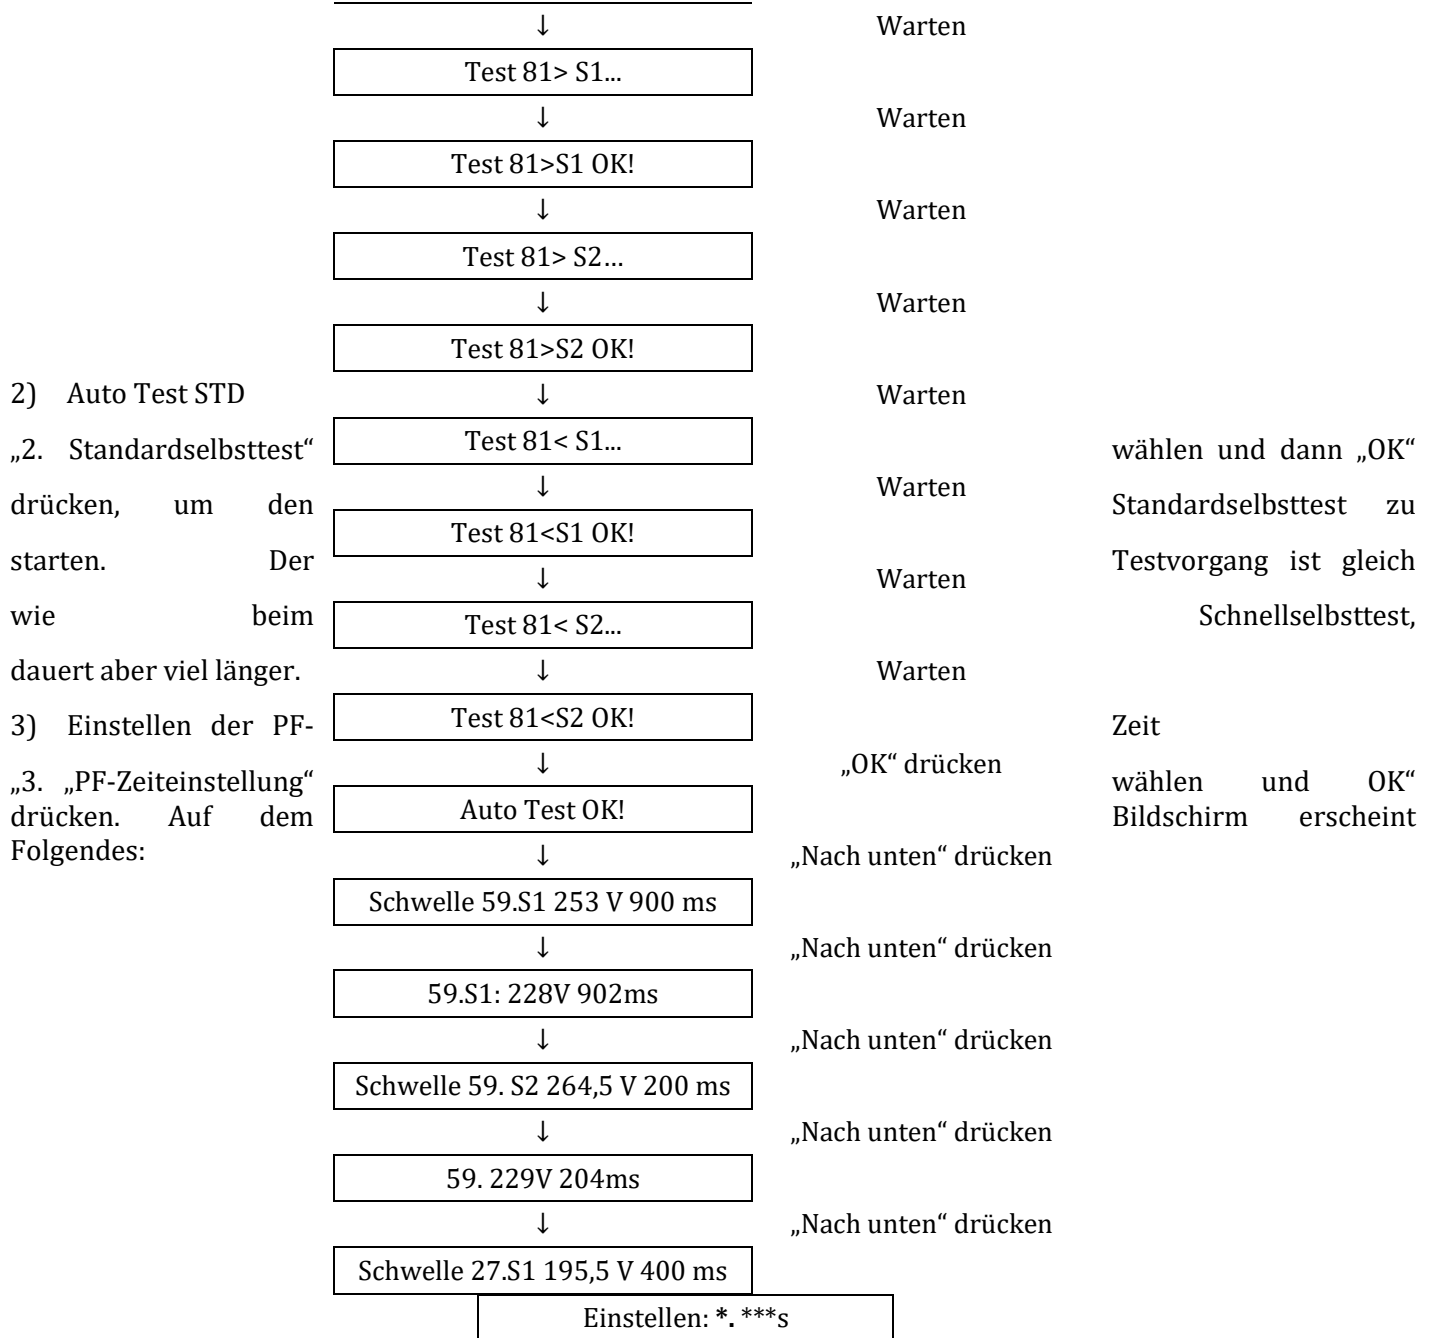 ↓ Warten
Test 81> S1...
↓ Warten
Test 81>S1 OK!
↓ Warten
Test 81> S2...
↓ Warten
Test 81>S2 OK!
2) Auto Test STD ↓ Warten
„2. Standardselbsttest“ Test 81< S1... wählen und dann „OK“
↓ Warten
drücken, um den Standardselbsttest zu
Test 81<S1 OK!
starten. Der Testvorgang ist gleich
↓ Warten
wie beim Test 81< S2... Schnellselbsttest,
dauert aber viel länger. ↓ Warten
3) Einstellen der PF- Test 81<S2 OK! Zeit
↓ „OK“ drücken
„3. „PF-Zeiteinstellung“ wählen und OK“
drücken. Auf dem Auto Test OK! Bildschirm erscheint
Folgendes: ↓ „Nach unten“ drücken
Schwelle 59.S1 253 V 900 ms
↓ „Nach unten“ drücken
59.S1: 228V 902ms
↓ „Nach unten“ drücken
Schwelle 59. S2 264,5 V 200 ms
↓ „Nach unten“ drücken
59. 229V 204ms
↓ „Nach unten“ drücken
Schwelle 27.S1 195,5 V 400 ms
Einstellen: *. ***s